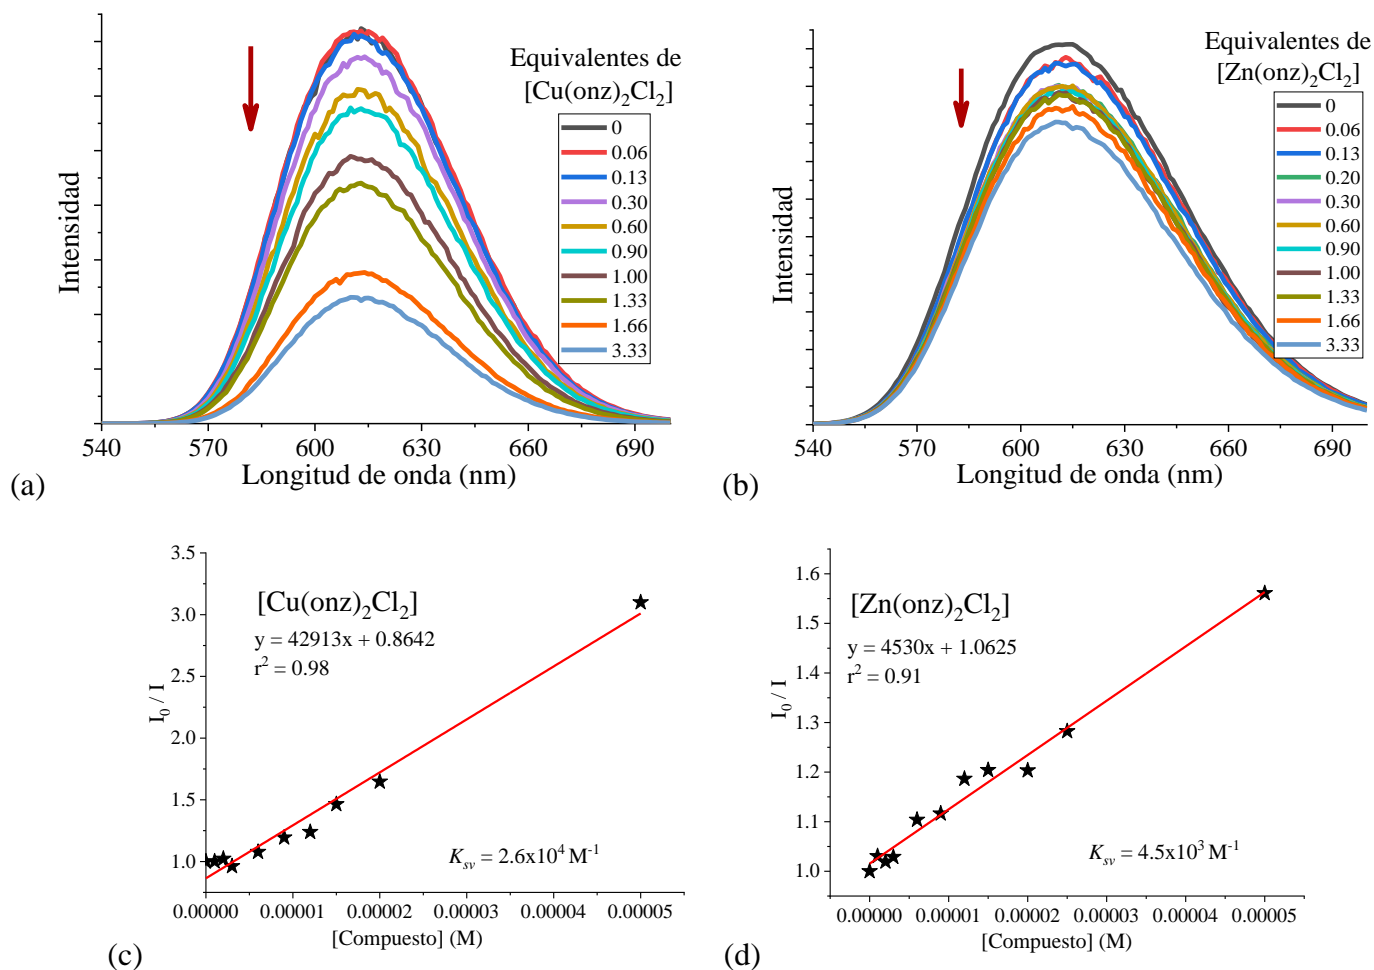 Equivalentes de
[Cu(onz)₂Cl₂]
0
0.06
0.13
0.30
0.60
0.90
1.00
1.33
1.66
3.33
Intensidad
540
570
600
630
660
690
Longitud de onda (nm)
(a)
Equivalentes de
[Zn(onz)₂Cl₂]
0
0.06
0.13
0.20
0.30
0.60
0.90
1.00
1.33
1.66
3.33
Intensidad
540
570
600
630
660
690
Longitud de onda (nm)
(b)
3.5
3.0
2.5
2.0
1.5
1.0
I₀ / I
[Cu(onz)₂Cl₂]
y = 42913x + 0.8642
r² = 0.98
K_sv = 2.6x10⁴ M⁻¹
0.00000
0.00001
0.00002
0.00003
0.00004
0.00005
[Compuesto] (M)
(c)
1.6
1.5
1.4
1.3
1.2
1.1
1.0
I₀ / I
[Zn(onz)₂Cl₂]
y = 4530x + 1.0625
r² = 0.91
K_sv = 4.5x10³ M⁻¹
0.00000
0.00001
0.00002
0.00003
0.00004
0.00005
[Compuesto] (M)
(d)